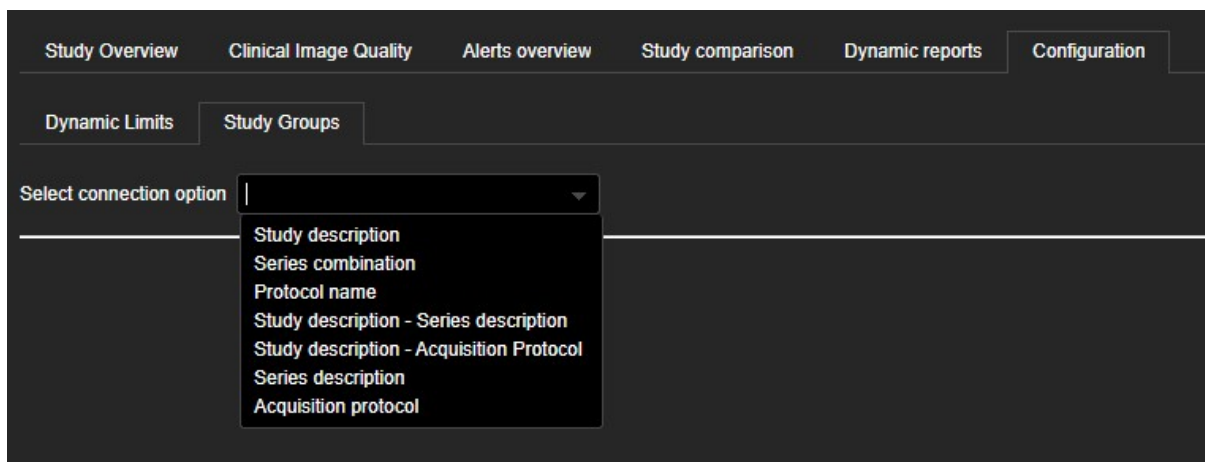 Study Overview Clinical Image Quality Alerts overview Study comparison Dynamic reports Configuration
Dynamic Limits Study Groups
Select connection option
Study description
Series combination
Protocol name
Study description - Series description
Study description - Acquisition Protocol
Series description
Acquisition protocol